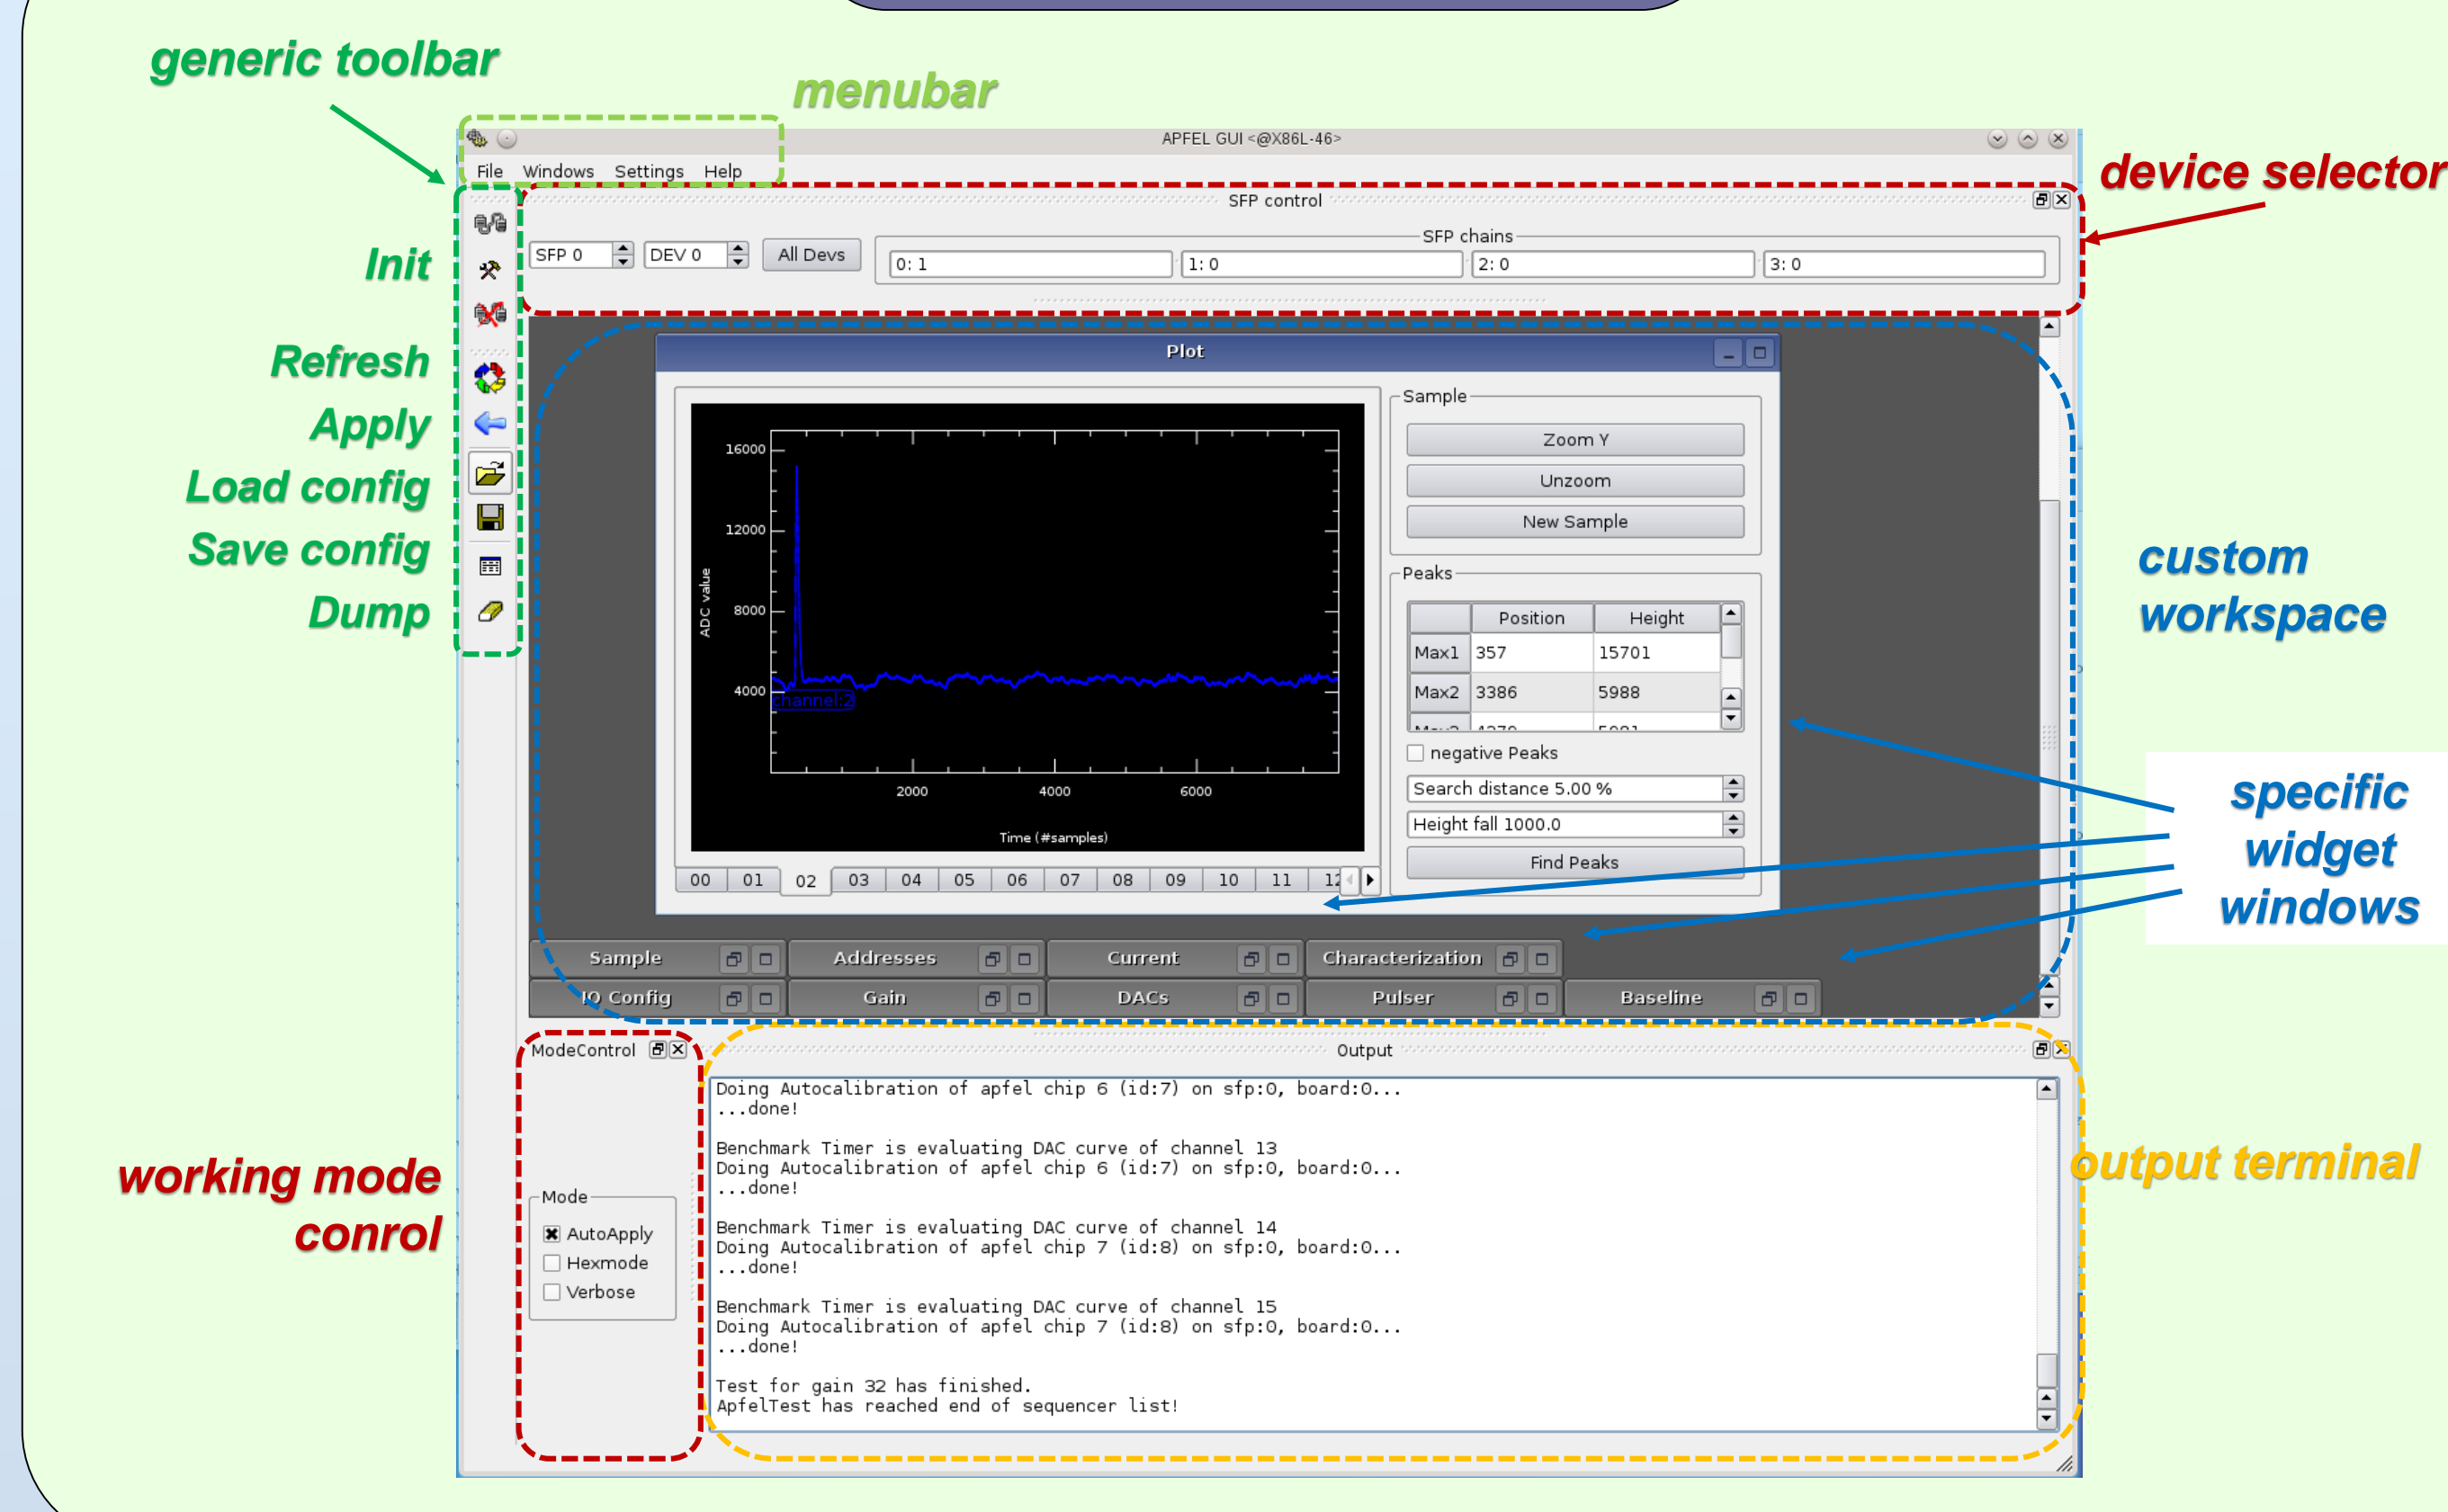 generic toolbar
menubar
APFEL GUI <@X86L-46>
File Windows Settings Help
device selector
SFP control
Init
SFP 0 DEV 0 All Devs
SFP chains
0: 1 1: 0 2: 0 3: 0
Refresh
Apply
Load config
Save config
Dump
Plot
16000
12000
8000
4000
ADC value
channel:2
2000 4000 6000
Time (#samples)
00 01 02 03 04 05 06 07 08 09 10 11
Sample
Zoom Y
Unzoom
New Sample
Peaks
Position Height
Max1 357 15701
Max2 3386 5988
negative Peaks
Search distance 5.00 %
Height fall 1000.0
Find Peaks
custom
workspace
specific
widget
windows
Sample Addresses Current Characterization
IO Config Gain DACs Pulser Baseline
ModeControl
Output
working mode
conrol
Mode
AutoApply
Hexmode
Verbose
Doing Autocalibration of apfel chip 6 (id:7) on sfp:0, board:0...
...done!
Benchmark Timer is evaluating DAC curve of channel 13
Doing Autocalibration of apfel chip 6 (id:7) on sfp:0, board:0...
...done!
Benchmark Timer is evaluating DAC curve of channel 14
Doing Autocalibration of apfel chip 7 (id:8) on sfp:0, board:0...
...done!
Benchmark Timer is evaluating DAC curve of channel 15
Doing Autocalibration of apfel chip 7 (id:8) on sfp:0, board:0...
...done!
Test for gain 32 has finished.
ApfelTest has reached end of sequencer list!
output terminal